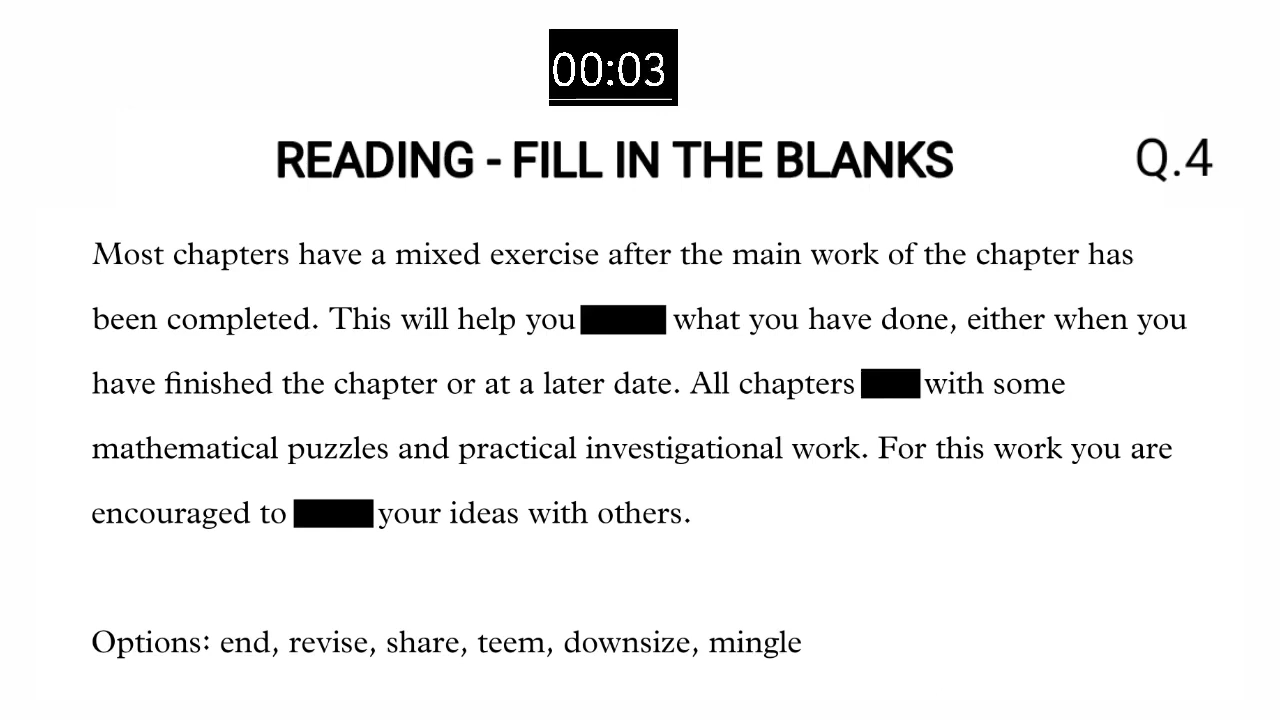 00:03
READING - FILL IN THE BLANKS
Q.4
Most chapters have a mixed exercise after the main work of the chapter has
been completed. This will help you what you have done, either when you
have finished the chapter or at a later date. All chapters with some
mathematical puzzles and practical investigational work. For this work you are
encouraged to your ideas with others.
Options: end, revise, share, teem, downsize, mingle